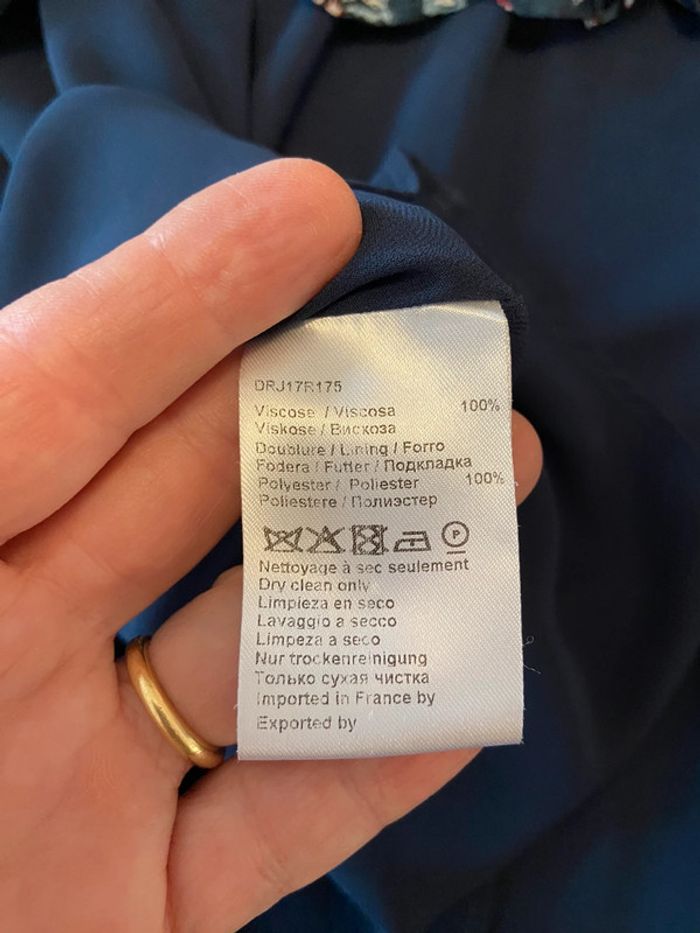 DRJ17R175
Viscose / Viscosa 100%
Viskose / Вискоза
Doublure / Lining / Forro
Fodera / Futter / Подкладка
Polyester / Poliester 100%
Poliestere / Полиэстер
P
Nettoyage à sec seulement
Dry clean only
Limpieza en seco
Lavaggio a secco
Limpeza a seco
Nur trockenreinigung
Только сухая чистка
Imported in France by
Exported by